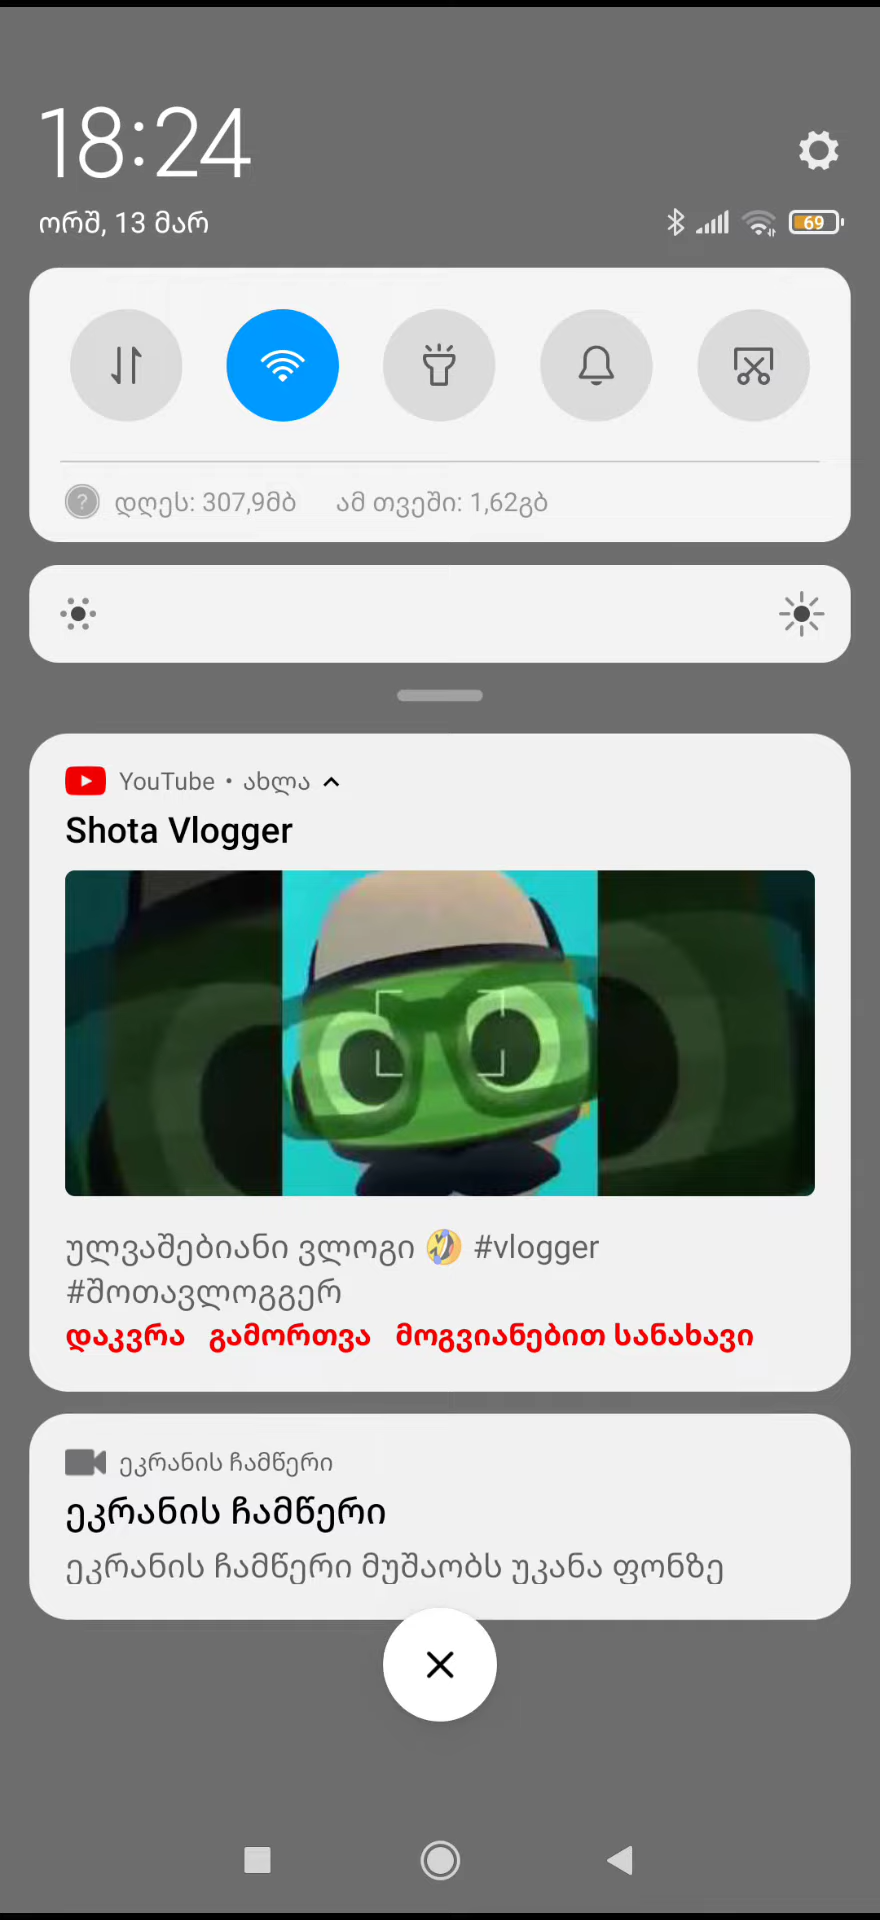 18:24
ორშ, 13 მარ
69
დღეს: 307,9მბ ამ თვეში: 1,62გბ
YouTube • ახლა
Shota Vlogger
ულვაშებიანი ვლოგი 🤣 #vlogger
#შოთავლოგგერ
დაკვრა გამორთვა მოგვიანებით სანახავი
ეკრანის ჩამწერი
ეკრანის ჩამწერი
ეკრანის ჩამწერი მუშაობს უკანა ფონზე